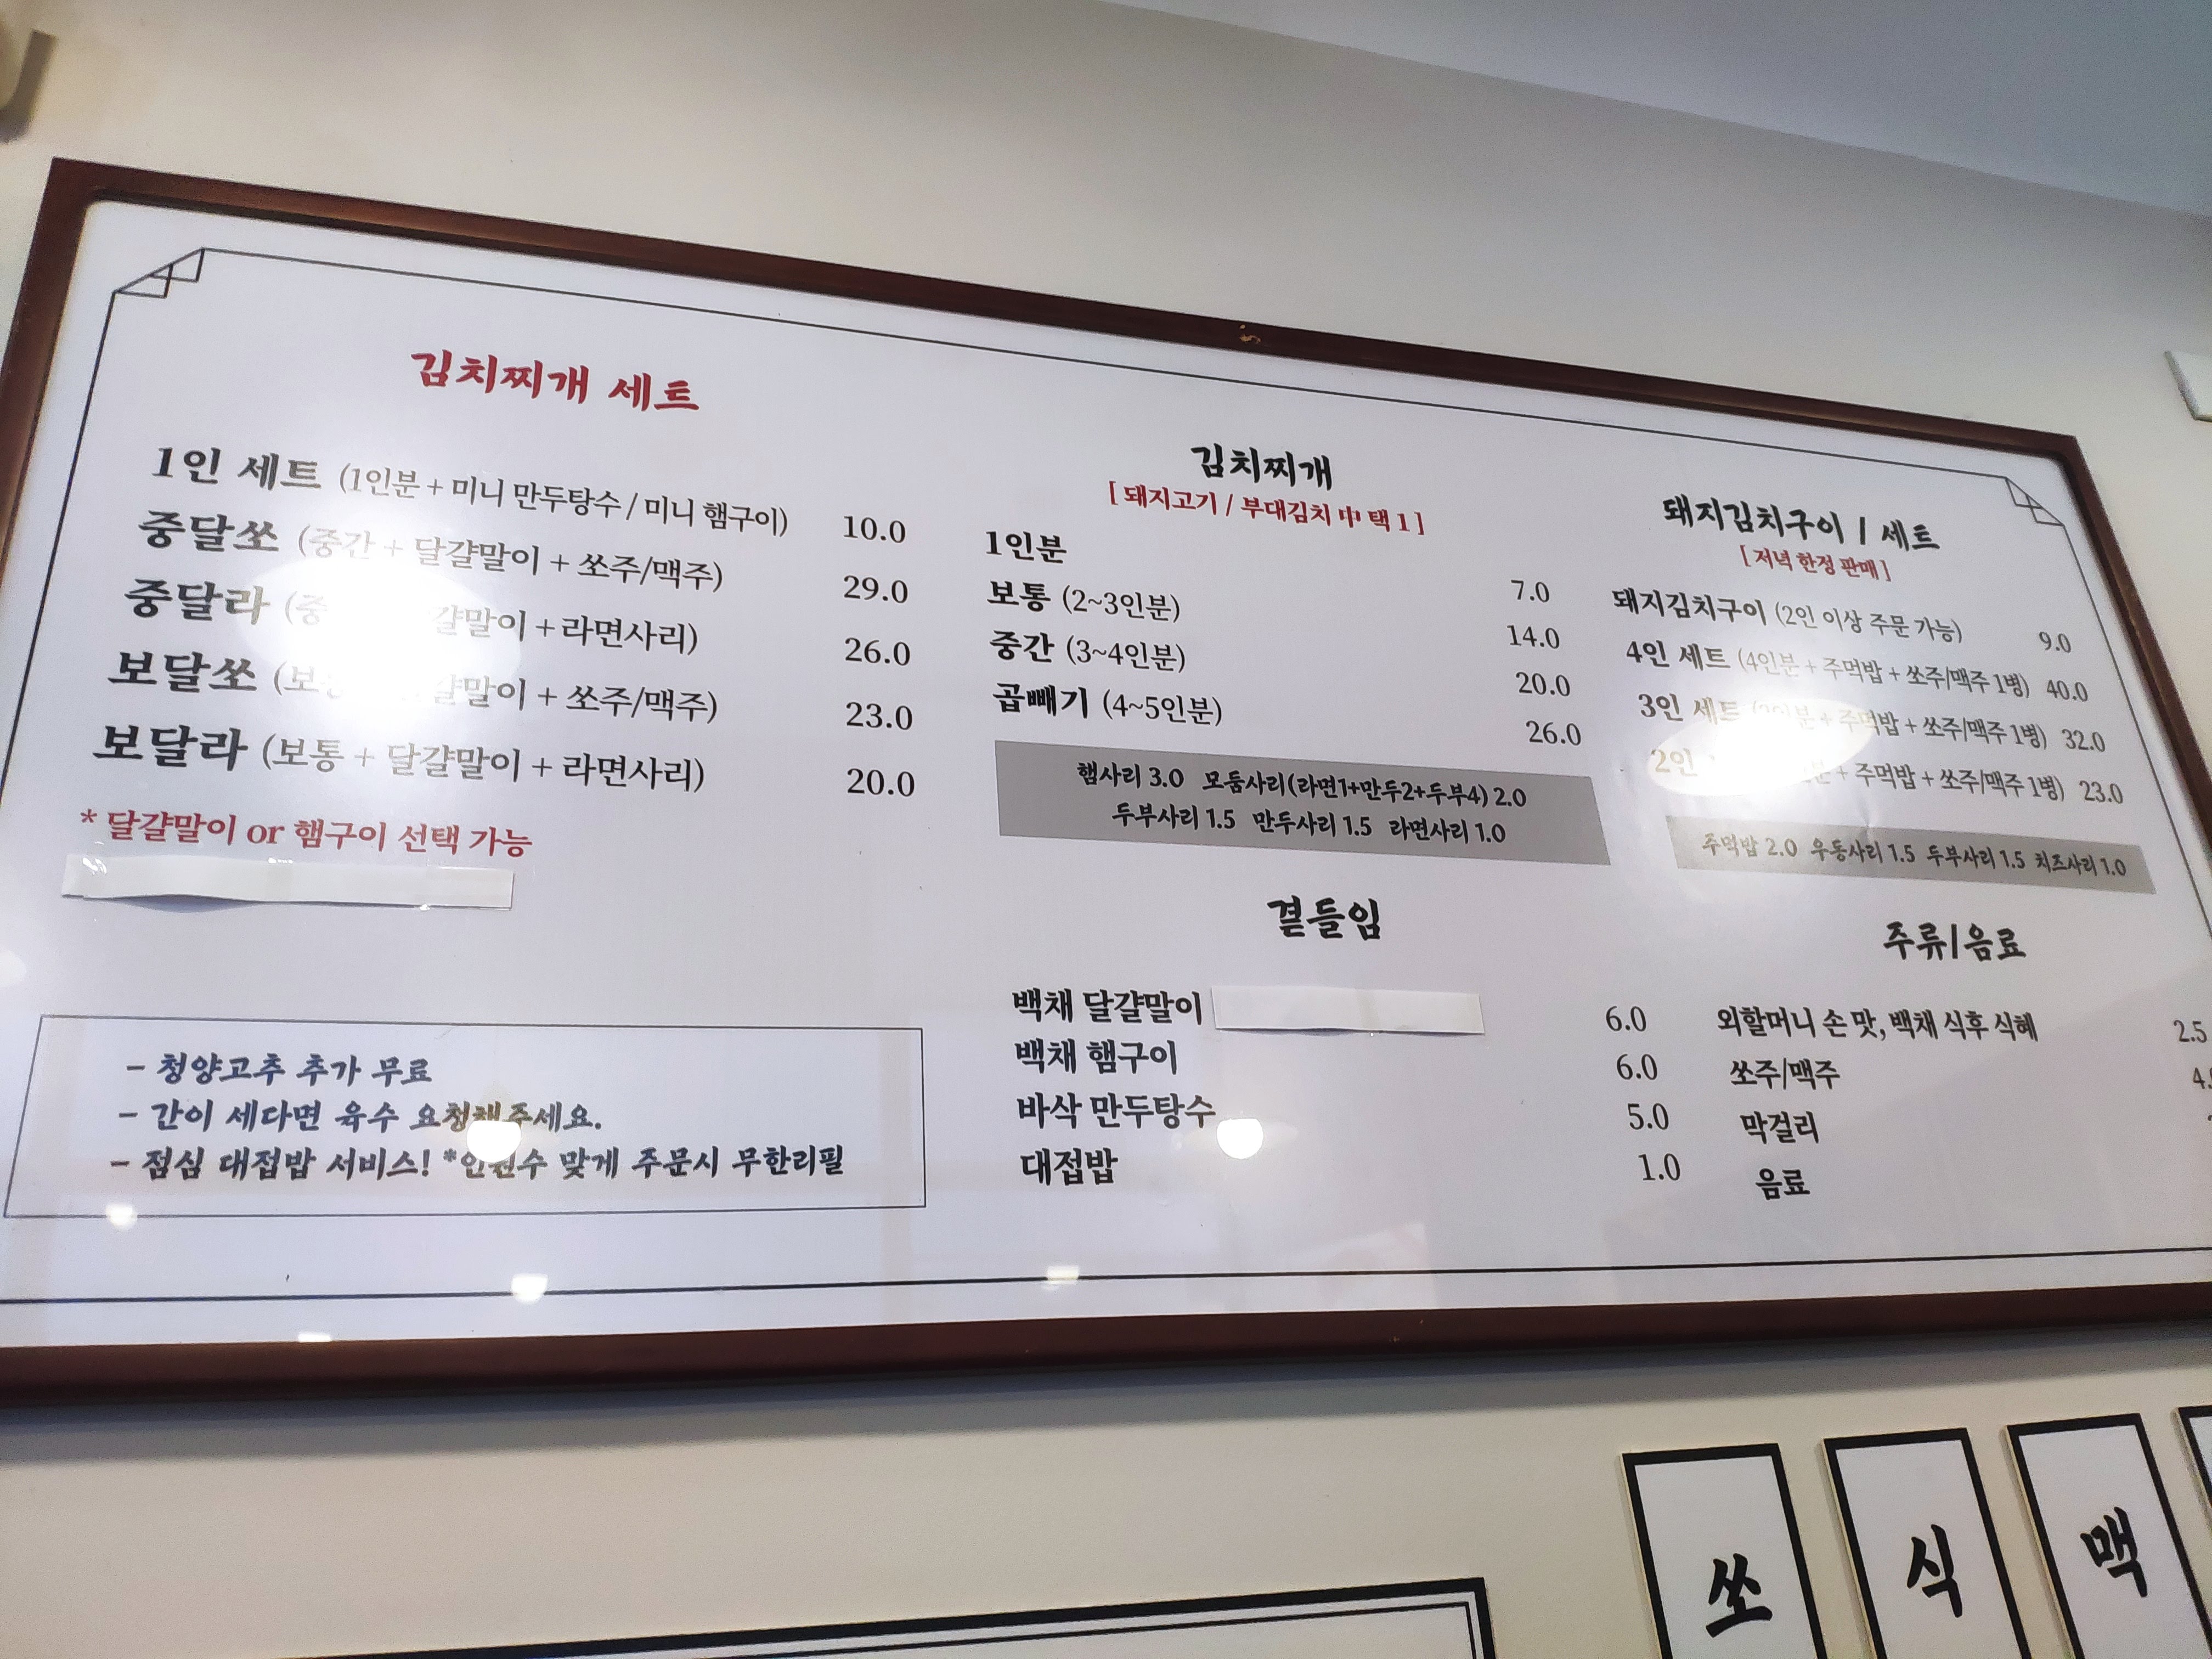 김치찌개 세트
1인 세트 (1인분 + 미니 만두탕수 / 미니 햄구이) 10.0
중달쏘 (중간 + 달걀말이 + 쏘주/맥주) 29.0
중달라 (중 걀말이 + 라면사리) 26.0
보달쏘 (보통 걀말이 + 쏘주/맥주) 23.0
보달라 (보통 + 달걀말이 + 라면사리) 20.0
* 달걀말이 or 햄구이 선택 가능
- 청양고추 추가 무료
- 간이 세다면 육수 요청해주세요.
- 점심 대접밥 서비스! *인원수 맞게 주문시 무한리필
김치찌개
[ 돼지고기 / 부대김치 中 택 1 ]
1인분 7.0
보통 (2~3인분) 14.0
중간 (3~4인분) 20.0
곱빼기 (4~5인분) 26.0
햄사리 3.0 모둠사리(라면1+만두2+두부4) 2.0
두부사리 1.5 만두사리 1.5 라면사리 1.0
곁들임
백채 달걀말이 6.0
백채 햄구이 6.0
바삭 만두탕수 5.0
대접밥 1.0
돼지김치구이 / 세트
[ 저녁 한정 판매 ]
돼지김치구이 (2인 이상 주문 가능) 9.0
4인 세트 (4인분 + 주먹밥 + 쏘주/맥주 1병) 40.0
3인 세트 (3인분 + 주먹밥 + 쏘주/맥주 1병) 32.0
2인 + 주먹밥 + 쏘주/맥주 1병) 23.0
주먹밥 2.0 우동사리 1.5 두부사리 1.5 치즈사리 1.0
주류/음료
외할머니 손 맛, 백채 식후 식혜 2.5
쏘주/맥주
막걸리
음료
쏘
식
맥